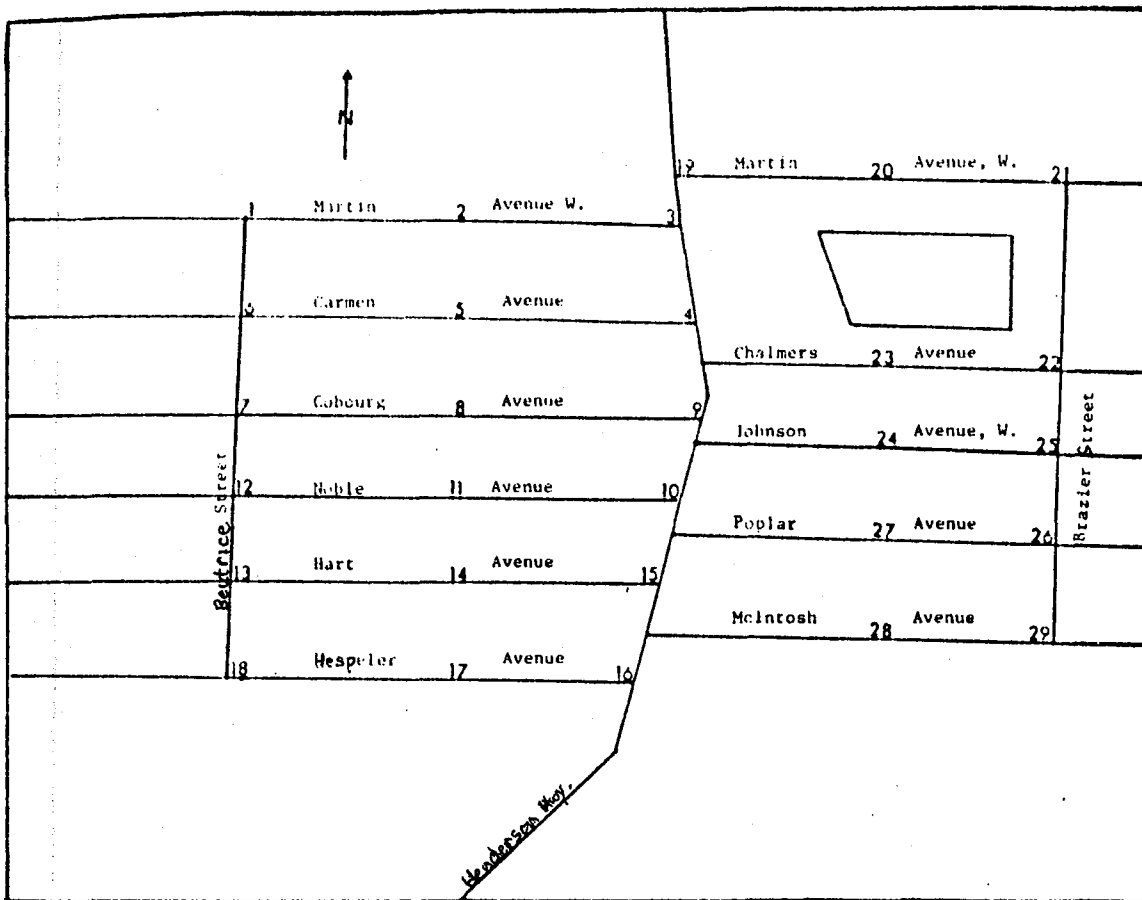 N
19 Martin 20 Avenue, W. 21
1 Martin 2 Avenue W. 3
6 Carmen 5 Avenue 4
Chalmers 23 Avenue 22
7 Cobourg 8 Avenue 9
Johnson 24 Avenue, W. 25
12 Noble 11 Avenue 10
Poplar 27 Avenue 26
13 Hart 14 Avenue 15
McIntosh 28 Avenue 29
18 Hespeler 17 Avenue 16
Beatrice Street
Brazier Street
Henderson Hwy.